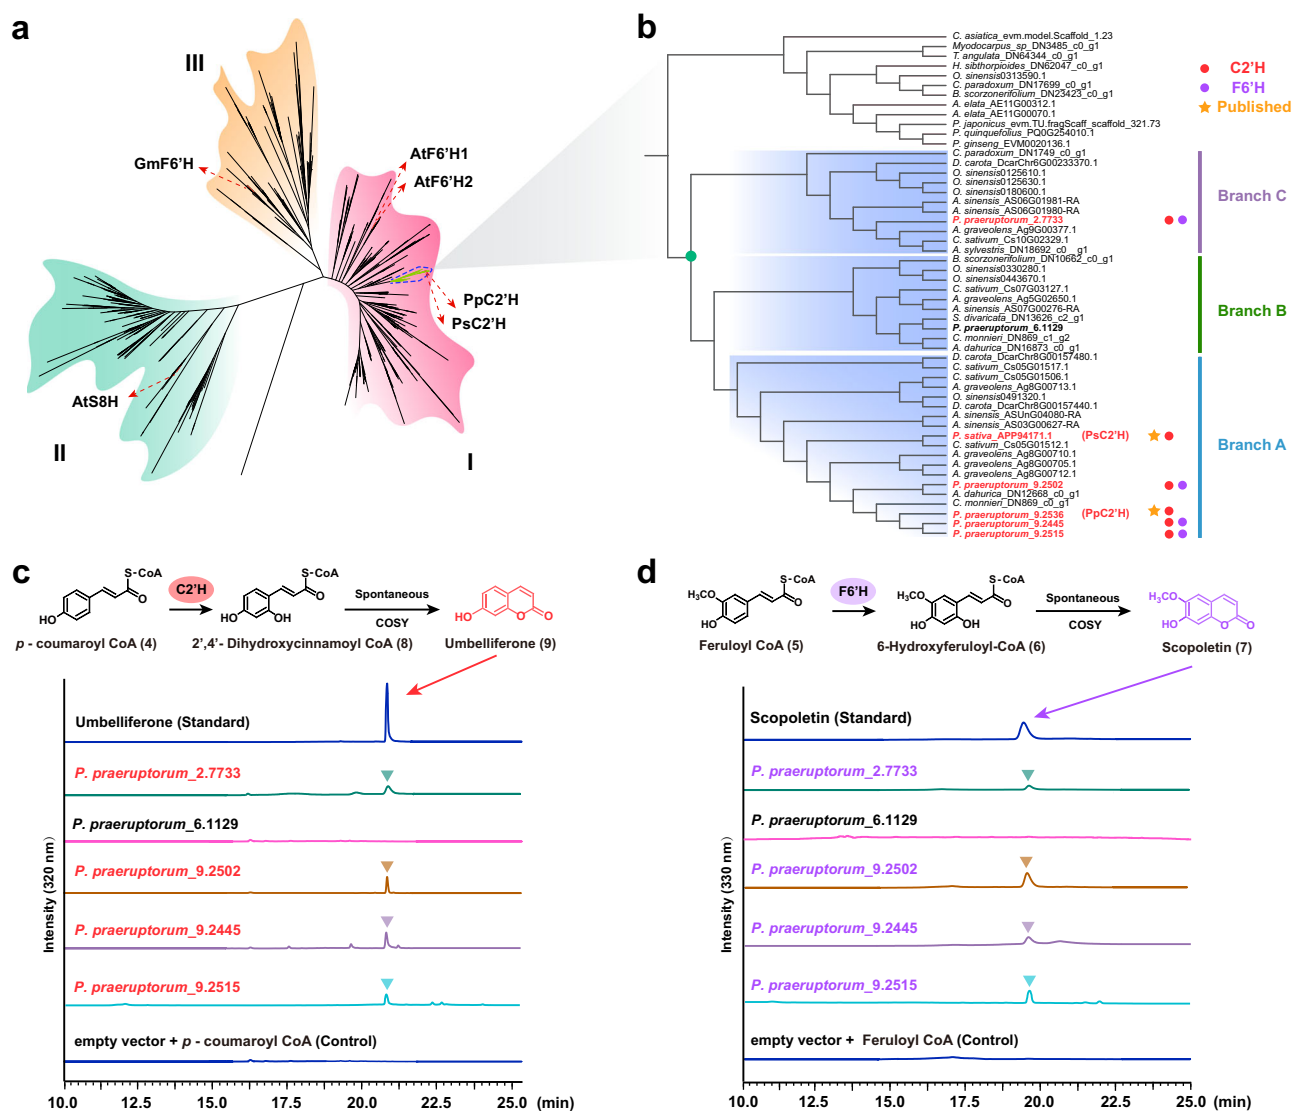 a
III
GmF6'H
AtF6'H1
AtF6'H2
PpC2'H
PsC2'H
AtS8H
II
I
b
C. asiatica_evm.model.Scaffold_1.23
Myodocarpus_sp_DN3485_c0_g1
T. angulata_DN64344_c0_g1
H. sibthorpioides_DN62047_c0_g1
O. sinensis0313590.1
C. paradoxum_DN17699_c0_g1
B. scorzonerifolium_DN23423_c0_g1
A. elata_AE11G00312.1
A. elata_AE11G00070.1
P. japonicus_evm.TU.fragScaff_scaffold_321.73
P. quinquefolius_PQ0G254010.1
P. ginseng_EVM0020136.1
C. paradoxum_DN1749_c0_g1
D. carota_DcarChr6G00233370.1
O. sinensis0125610.1
O. sinensis0125630.1
O. sinensis0180600.1
A. sinensis_AS06G01981-RA
A. sinensis_AS06G01980-RA
P. praeruptorum_2.7733
A. graveolens_Ag9G00377.1
C. sativum_Cs10G02329.1
A. sylvestris_DN18692_c0_g1
B. scorzonerifolium_DN10662_c0_g1
O. sinensis0330280.1
O. sinensis0443670.1
C. sativum_Cs07G03127.1
A. graveolens_Ag5G02650.1
A. sinensis_AS07G00276-RA
S. divaricata_DN13626_c2_g1
P. praeruptorum_6.1129
C. monnieri_DN869_c1_g2
A. dahurica_DN16873_c0_g1
D. carota_DcarChr8G00157480.1
C. sativum_Cs05G01517.1
C. sativum_Cs05G01506.1
A. graveolens_Ag8G00713.1
O. sinensis0491320.1
D. carota_DcarChr8G00157440.1
A. sinensis_ASUnG04080-RA
A. sinensis_AS03G00627-RA
P. sativa_APP94171.1 (PsC2'H)
C. sativum_Cs05G01512.1
A. graveolens_Ag8G00710.1
A. graveolens_Ag8G00705.1
A. graveolens_Ag8G00712.1
P. praeruptorum_9.2502
A. dahurica_DN12668_c0_g1
C. monnieri_DN869_c0_g1
P. praeruptorum_9.2536 (PpC2'H)
P. praeruptorum_9.2445
P. praeruptorum_9.2515
C2'H
F6'H
Published
Branch C
Branch B
Branch A
c
S-CoA
O
HO
C2'H
S-CoA
O
HO
OH
Spontaneous
COSY
HO
O
O
p - coumaroyl CoA (4)
2',4'- Dihydroxycinnamoyl CoA (8)
Umbelliferone (9)
Intensity (320 nm)
Umbelliferone (Standard)
P. praeruptorum_2.7733
P. praeruptorum_6.1129
P. praeruptorum_9.2502
P. praeruptorum_9.2445
P. praeruptorum_9.2515
empty vector + p - coumaroyl CoA (Control)
10.0 12.5 15.0 17.5 20.0 22.5 25.0 (min)
d
S-CoA
H₃CO
O
HO
F6'H
S-CoA
H₃CO
O
HO
OH
Spontaneous
COSY
H₃CO
HO
O
O
Feruloyl CoA (5)
6-Hydroxyferuloyl-CoA (6)
Scopoletin (7)
Intensity (330 nm)
Scopoletin (Standard)
P. praeruptorum_2.7733
P. praeruptorum_6.1129
P. praeruptorum_9.2502
P. praeruptorum_9.2445
P. praeruptorum_9.2515
empty vector + Feruloyl CoA (Control)
10.0 12.5 15.0 17.5 20.0 22.5 25.0 (min)